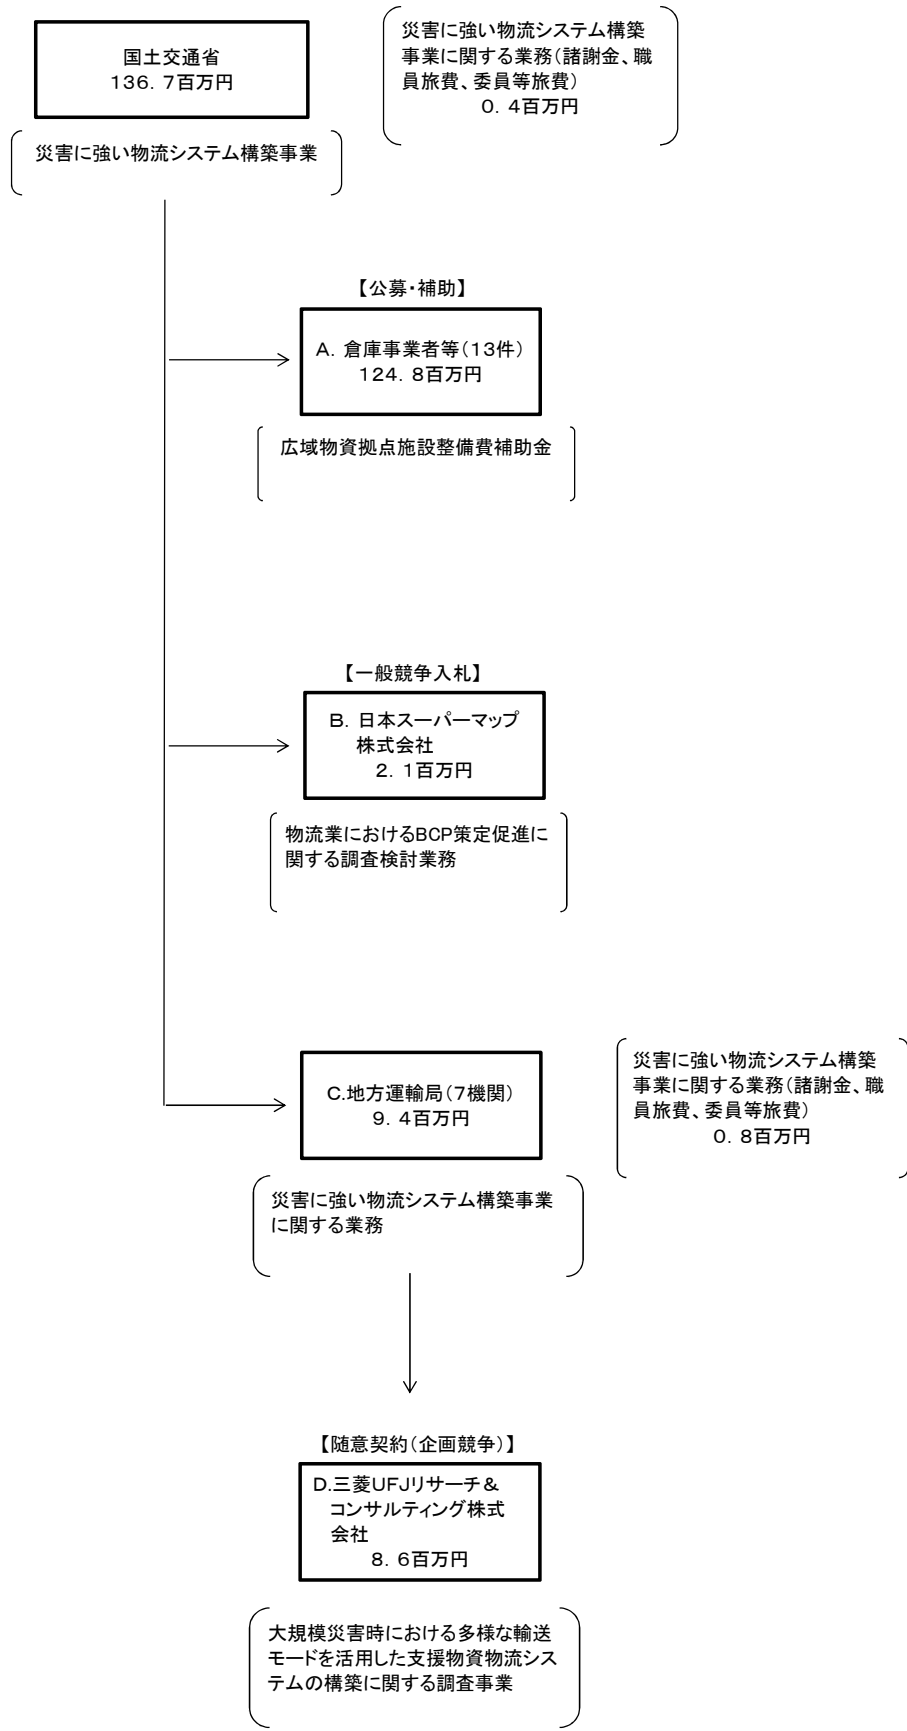 国土交通省
136．7百万円
災害に強い物流システム構築
事業に関する業務（諸謝金、職
員旅費、委員等旅費）
0．4百万円
災害に強い物流システム構築事業
【公募・補助】
A．倉庫事業者等（13件）
124．8百万円
広域物資拠点施設整備費補助金
【一般競争入札】
B．日本スーパーマップ
株式会社
2．1百万円
物流業におけるBCP策定促進に
関する調査検討業務
C.地方運輸局（7機関）
9．4百万円
災害に強い物流システム構築
事業に関する業務（諸謝金、職
員旅費、委員等旅費）
0．8百万円
災害に強い物流システム構築事業
に関する業務
【随意契約（企画競争）】
D.三菱UFJリサーチ＆
コンサルティング株式
会社
8．6百万円
大規模災害時における多様な輸送
モードを活用した支援物資物流シス
テムの構築に関する調査事業